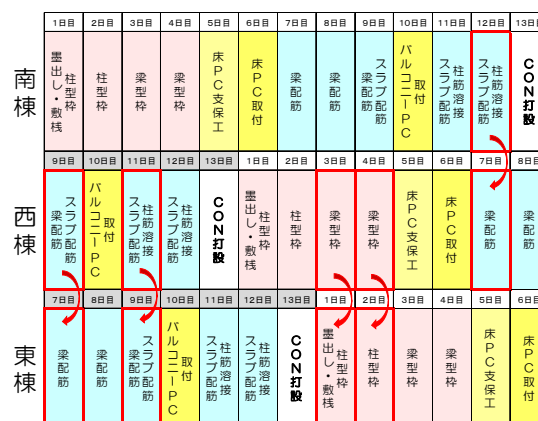 1日目 2日目 3日目 4日目 5日目 6日目 7日目 8日目 9日目 10日目 11日目 12日目 13日目
南棟
墨出し・敷桟
柱型枠
柱型枠
梁型枠
梁型枠
床PC支保工
床PC取付
梁配筋
梁配筋
スラブ配筋
梁配筋
取付
バルコニーPC
柱筋溶接
スラブ配筋
柱筋溶接
スラブ配筋
CON打設
9日目 10日目 11日目 12日目 13日目 1日目 2日目 3日目 4日目 5日目 6日目 7日目 8日目
西棟
スラブ配筋
梁配筋
取付
バルコニーPC
柱筋溶接
スラブ配筋
柱筋溶接
スラブ配筋
CON打設
墨出し・敷桟
柱型枠
柱型枠
梁型枠
梁型枠
床PC支保工
床PC取付
梁配筋
梁配筋
7日目 8日目 9日目 10日目 11日目 12日目 13日目 1日目 2日目 3日目 4日目 5日目 6日目
東棟
梁配筋
梁配筋
スラブ配筋
梁配筋
取付
バルコニーPC
柱筋溶接
スラブ配筋
柱筋溶接
スラブ配筋
CON打設
墨出し・敷桟
柱型枠
柱型枠
梁型枠
梁型枠
床PC支保工
床PC取付